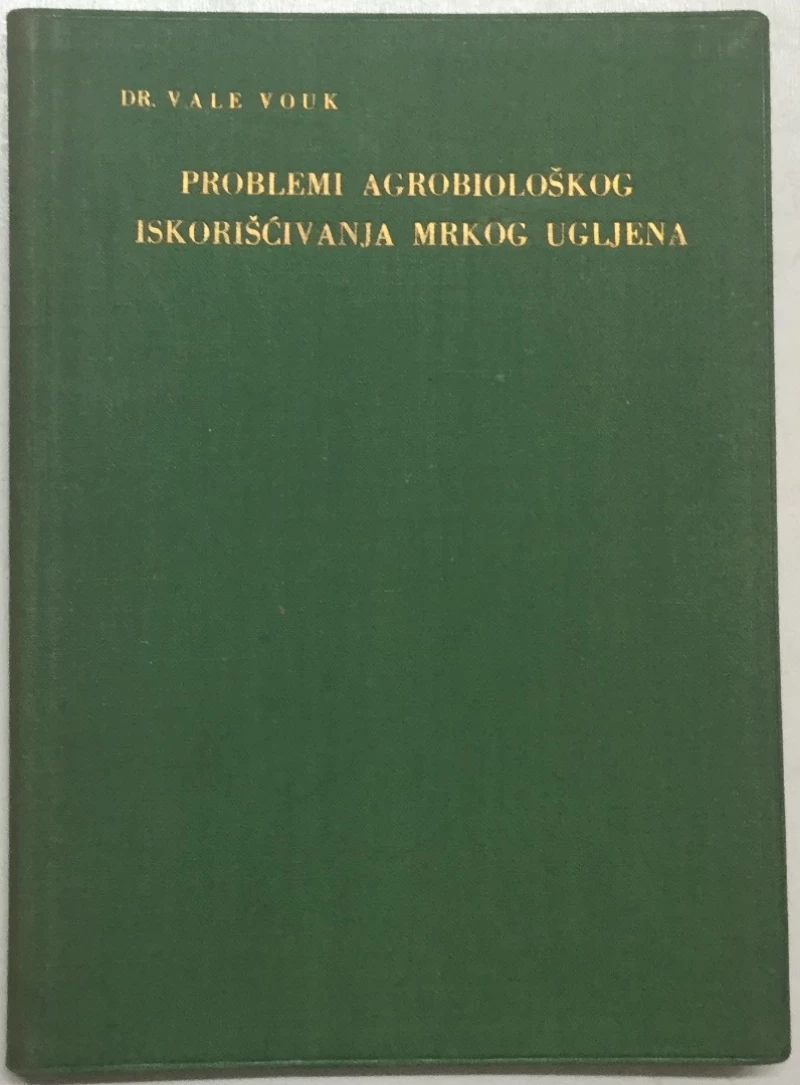 DR. VALE VOUK
PROBLEMI AGROBIOLOŠKOG
ISKORIŠĆIVANJA MRKOG UGLJENA